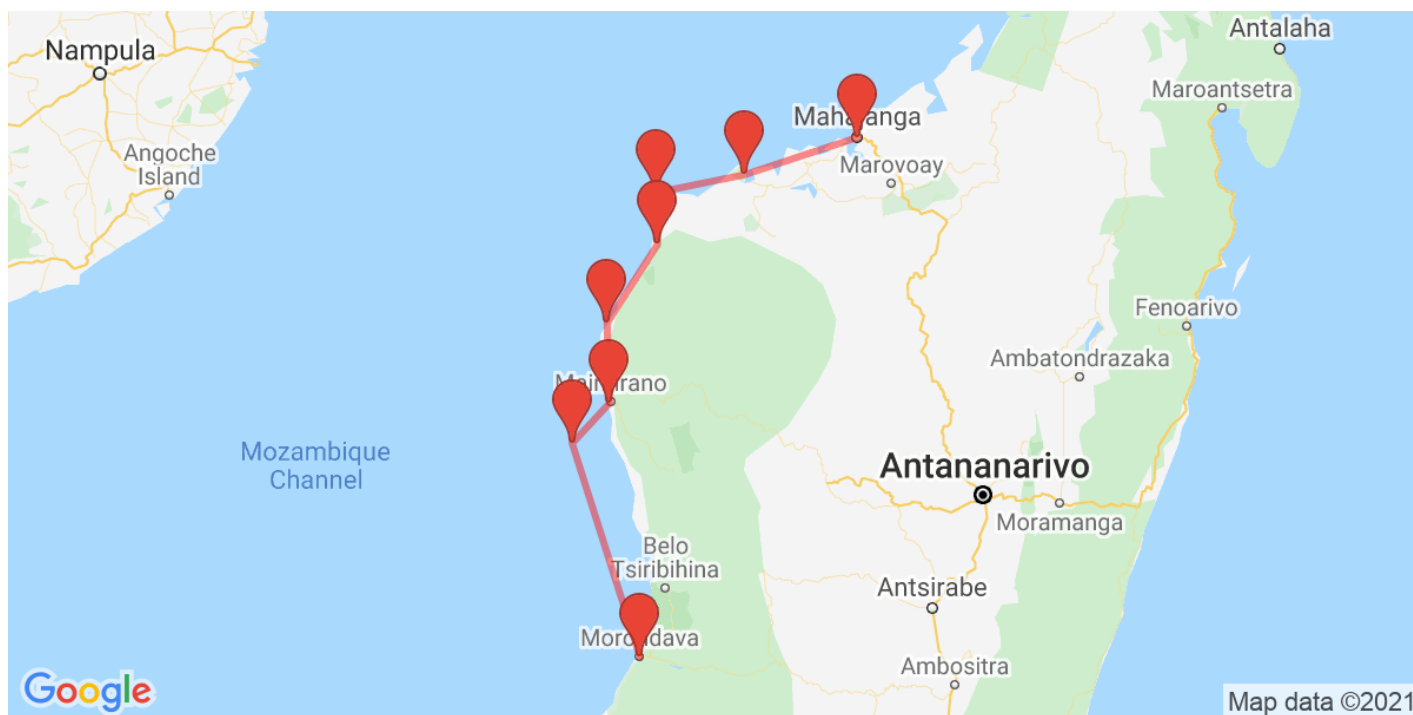 Nampula
Antalaha
Maroantsetra
Mahajanga
Angoche
Island
Marovoay
Fenoarivo
Ambatondrazaka
Maintirano
Mozambique
Channel
Antananarivo
Moramanga
Belo
Tsiribihina
Antsirabe
Morondava
Ambositra
Google
Map data ©2021